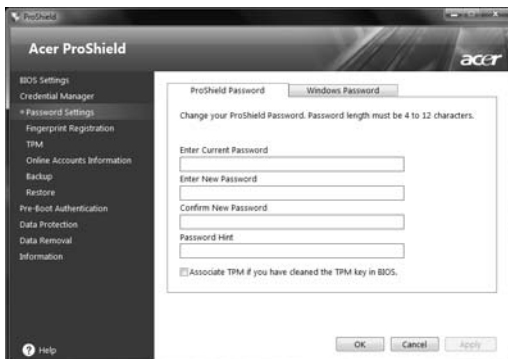 ProShield
Acer ProShield
acer
BIOS Settings
Credential Manager
Password Settings
Fingerprint Registration
TPM
Online Accounts Information
Backup
Restore
Pre-Boot Authentication
Data Protection
Data Removal
Information
Help
ProShield Password
Windows Password
Change your ProShield Password. Password length must be 4 to 12 characters.
Enter Current Password
Enter New Password
Confirm New Password
Password Hint
Associate TPM if you have cleaned the TPM key in BIOS.
OK
Cancel
Apply